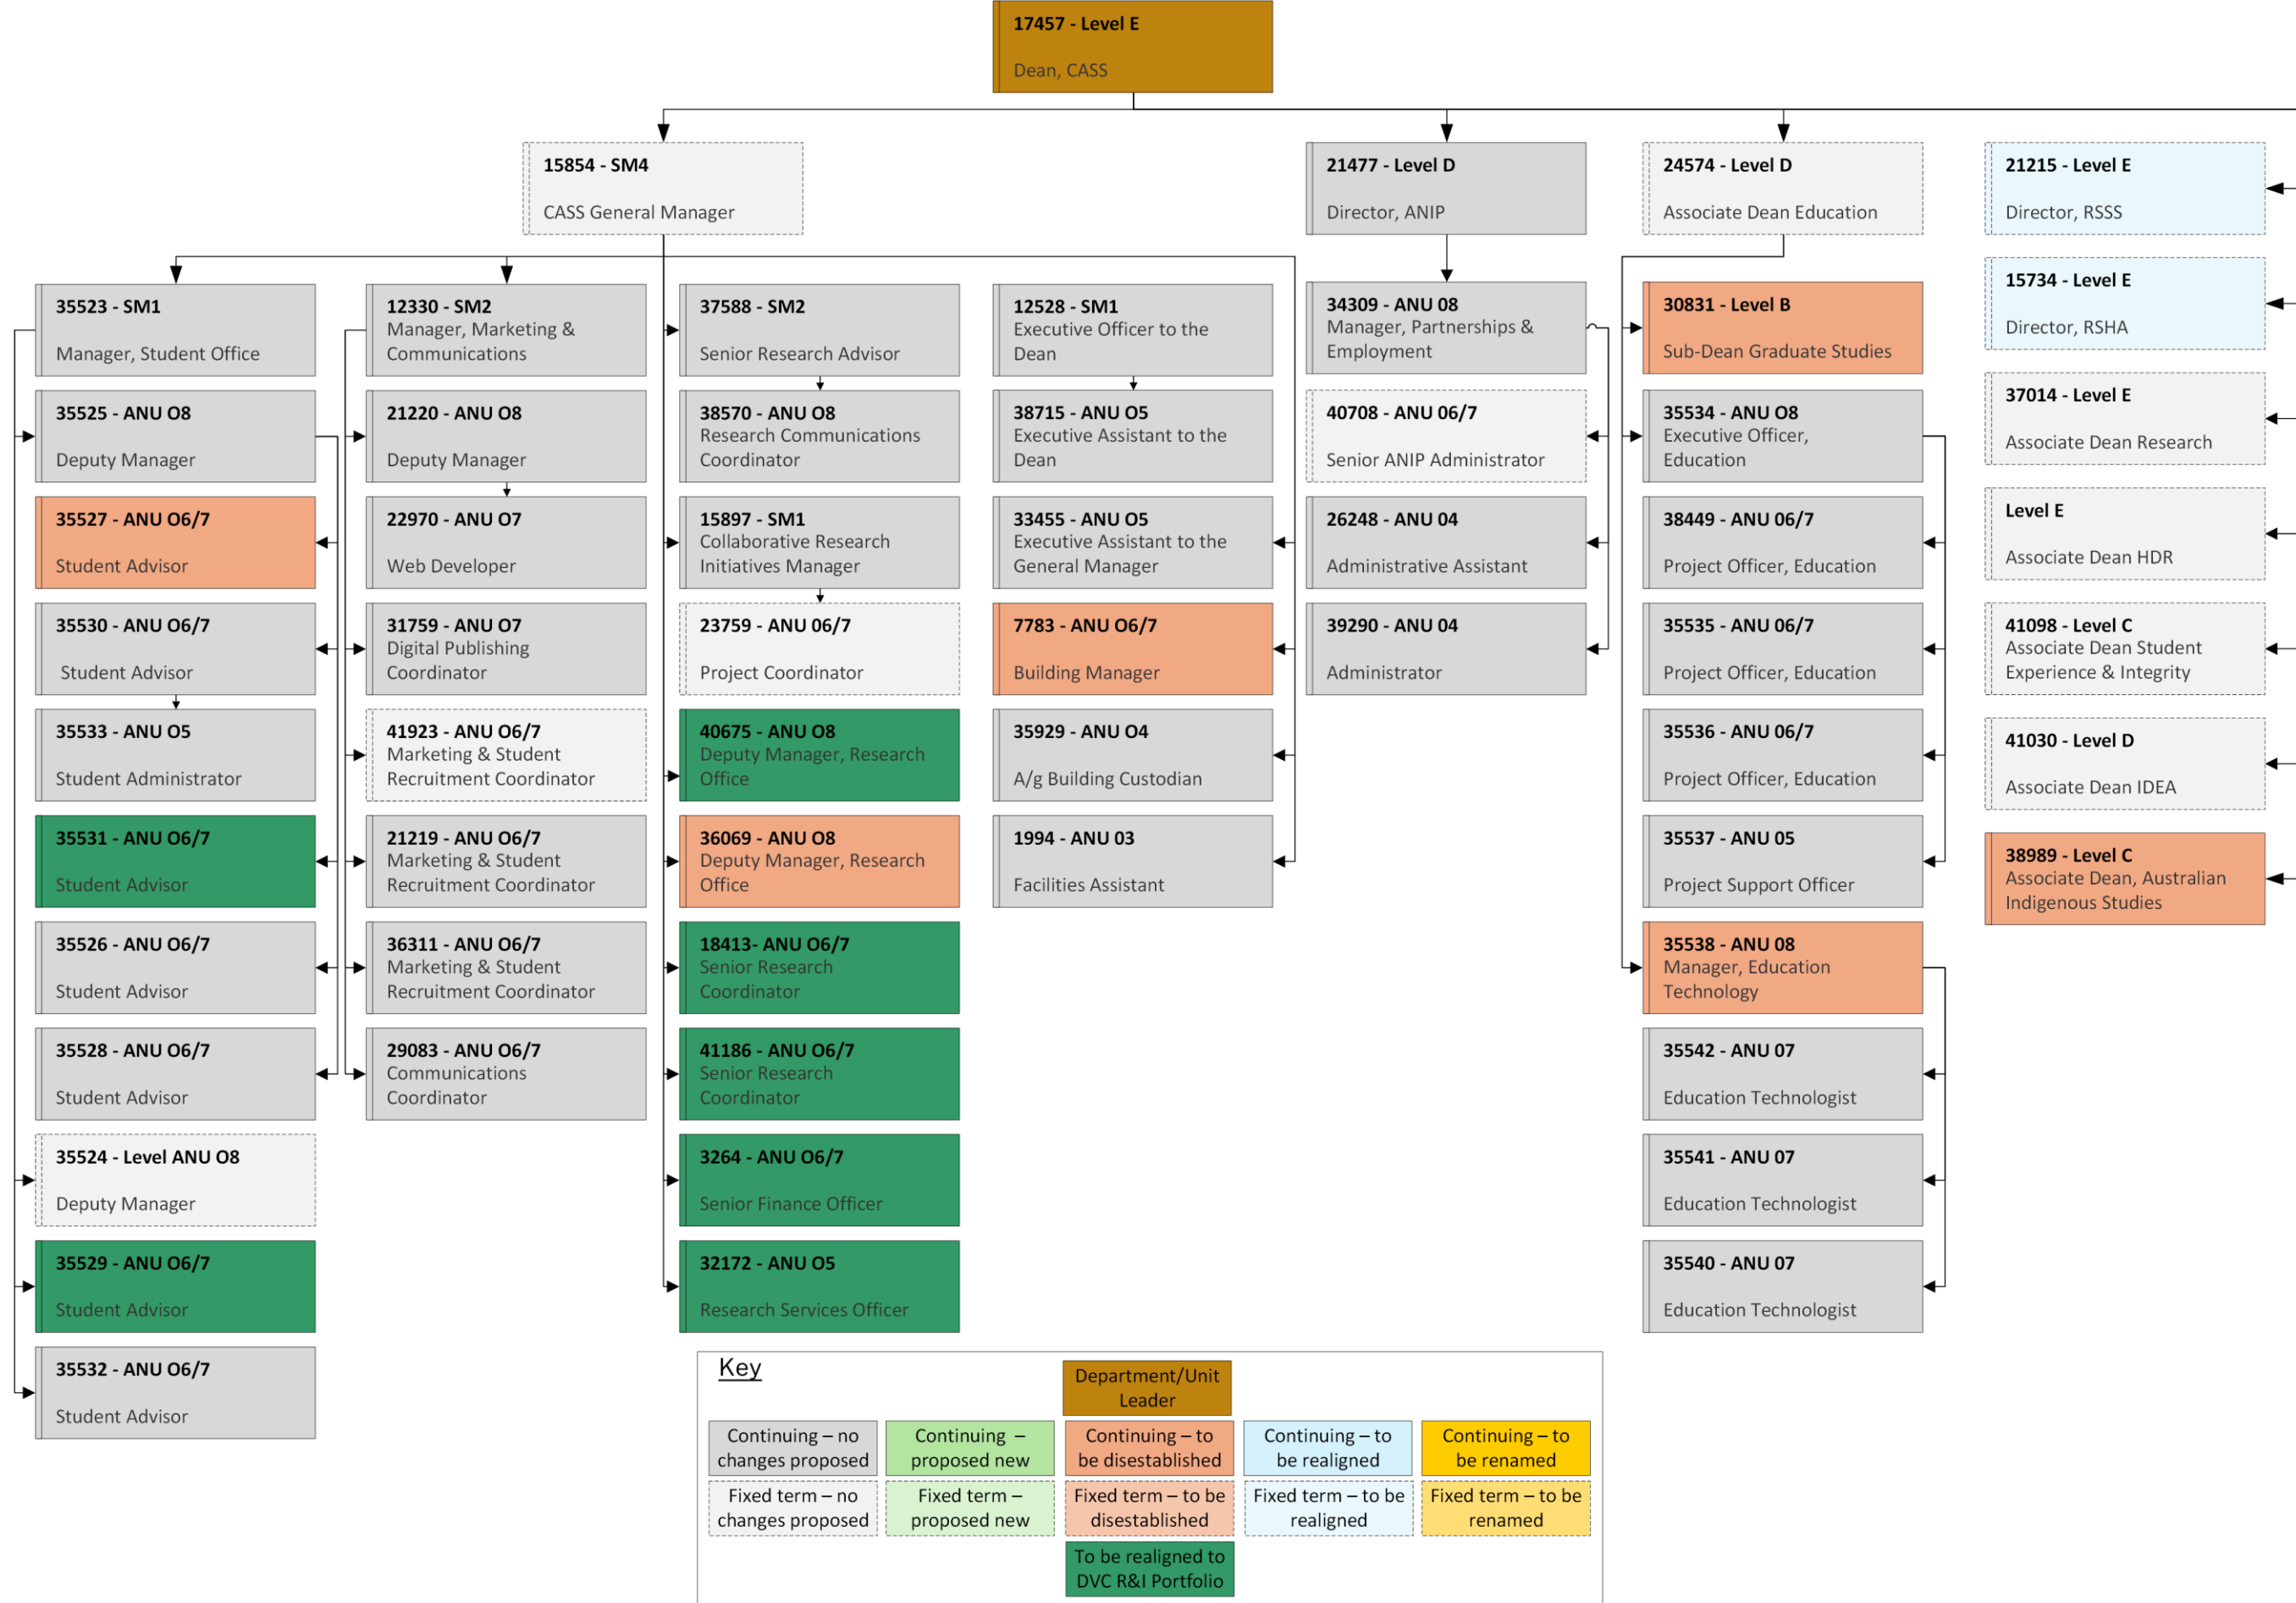 17457 - Level E
Dean, CASS
15854 - SM4
CASS General Manager
21477 - Level D
Director, ANIP
24574 - Level D
Associate Dean Education
21215 - Level E
Director, RSSS
15734 - Level E
Director, RSHA
37014 - Level E
Associate Dean Research
Level E
Associate Dean HDR
41098 - Level C
Associate Dean Student
Experience & Integrity
41030 - Level D
Associate Dean IDEA
38989 - Level C
Associate Dean, Australian
Indigenous Studies
35523 - SM1
Manager, Student Office
35525 - ANU O8
Deputy Manager
35527 - ANU O6/7
Student Advisor
35530 - ANU O6/7
Student Advisor
35533 - ANU O5
Student Administrator
35531 - ANU O6/7
Student Advisor
35526 - ANU O6/7
Student Advisor
35528 - ANU O6/7
Student Advisor
35524 - Level ANU O8
Deputy Manager
35529 - ANU O6/7
Student Advisor
35532 - ANU O6/7
Student Advisor
12330 - SM2
Manager, Marketing &
Communications
21220 - ANU O8
Deputy Manager
22970 - ANU O7
Web Developer
31759 - ANU O7
Digital Publishing
Coordinator
41923 - ANU O6/7
Marketing & Student
Recruitment Coordinator
21219 - ANU O6/7
Marketing & Student
Recruitment Coordinator
36311 - ANU O6/7
Marketing & Student
Recruitment Coordinator
29083 - ANU O6/7
Communications
Coordinator
37588 - SM2
Senior Research Advisor
38570 - ANU O8
Research Communications
Coordinator
15897 - SM1
Collaborative Research
Initiatives Manager
23759 - ANU 06/7
Project Coordinator
40675 - ANU O8
Deputy Manager, Research
Office
36069 - ANU O8
Deputy Manager, Research
Office
18413- ANU O6/7
Senior Research
Coordinator
41186 - ANU O6/7
Senior Research
Coordinator
3264 - ANU O6/7
Senior Finance Officer
32172 - ANU O5
Research Services Officer
12528 - SM1
Executive Officer to the
Dean
38715 - ANU O5
Executive Assistant to the
Dean
33455 - ANU O5
Executive Assistant to the
General Manager
7783 - ANU O6/7
Building Manager
35929 - ANU O4
A/g Building Custodian
1994 - ANU 03
Facilities Assistant
34309 - ANU 08
Manager, Partnerships &
Employment
40708 - ANU 06/7
Senior ANIP Administrator
26248 - ANU 04
Administrative Assistant
39290 - ANU 04
Administrator
30831 - Level B
Sub-Dean Graduate Studies
35534 - ANU O8
Executive Officer,
Education
38449 - ANU 06/7
Project Officer, Education
35535 - ANU 06/7
Project Officer, Education
35536 - ANU 06/7
Project Officer, Education
35537 - ANU 05
Project Support Officer
35538 - ANU 08
Manager, Education
Technology
35542 - ANU 07
Education Technologist
35541 - ANU 07
Education Technologist
35540 - ANU 07
Education Technologist
Key
Department/Unit
Leader
Continuing – no
changes proposed
Continuing –
proposed new
Continuing – to
be disestablished
Continuing – to
be realigned
Continuing – to
be renamed
Fixed term – no
changes proposed
Fixed term –
proposed new
Fixed term – to be
disestablished
Fixed term – to be
realigned
Fixed term – to be
renamed
To be realigned to
DVC R&I Portfolio